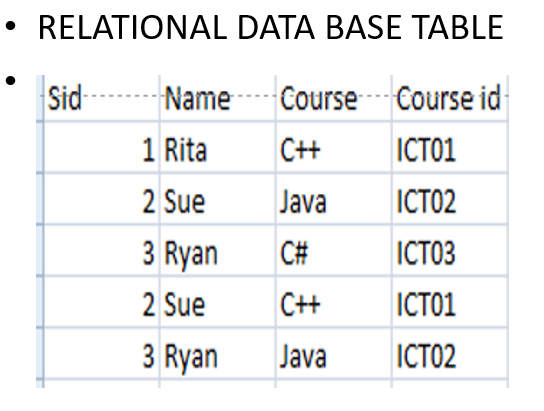 • RELATIONAL DATA BASE TABLE
•
Sid Name Course Course id
1 Rita C++ ICT01
2 Sue Java ICT02
3 Ryan C# ICT03
2 Sue C++ ICT01
3 Ryan Java ICT02